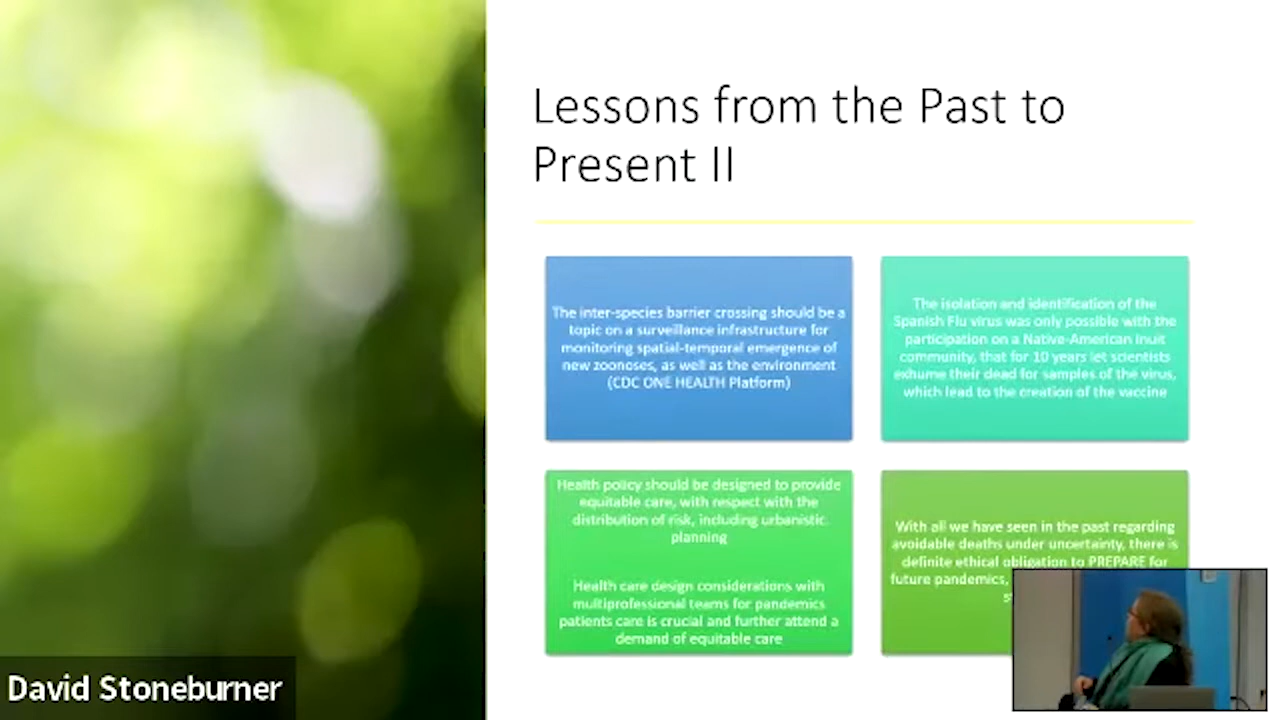 Lessons from the Past to
Present II
The inter-species barrier crossing should be a
topic on a surveillance infrastructure for
monitoring spatial-temporal emergence of
new zoonoses, as well as the environment
(CDC ONE HEALTH Platform)
The isolation and identification of the
Spanish Flu virus was only possible with the
participation on a Native-American Inuit
community, that for 10 years let scientists
exhume their dead for samples of the virus,
which lead to the creation of the vaccine
Health policy should be designed to provide
equitable care, with respect with the
distribution of risk, including urbanistic
planning
Health care design considerations with
multiprofessional teams for pandemics
patients care is crucial and further attend a
demand of equitable care
With all we have seen in the past regarding
avoidable deaths under uncertainty, there is
definite ethical obligation to PREPARE for
future pandemics,
David Stoneburner